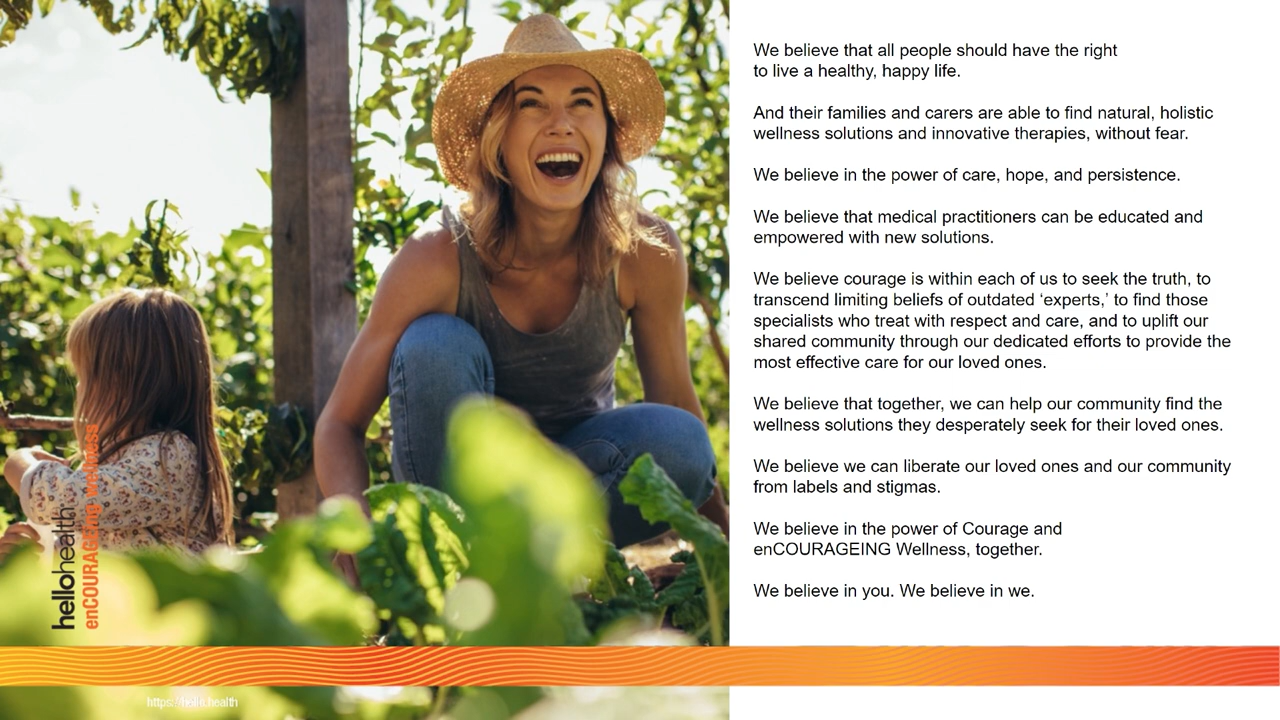 We believe that all people should have the right
to live a healthy, happy life.
And their families and carers are able to find natural, holistic
wellness solutions and innovative therapies, without fear.
We believe in the power of care, hope, and persistence.
We believe that medical practitioners can be educated and
empowered with new solutions.
We believe courage is within each of us to seek the truth, to
transcend limiting beliefs of outdated ‘experts,’ to find those
specialists who treat with respect and care, and to uplift our
shared community through our dedicated efforts to provide the
most effective care for our loved ones.
We believe that together, we can help our community find the
wellness solutions they desperately seek for their loved ones.
We believe we can liberate our loved ones and our community
from labels and stigmas.
We believe in the power of Courage and
enCOURAGEING Wellness, together.
We believe in you. We believe in we.
hellohealth
enCOURAGEing wellness